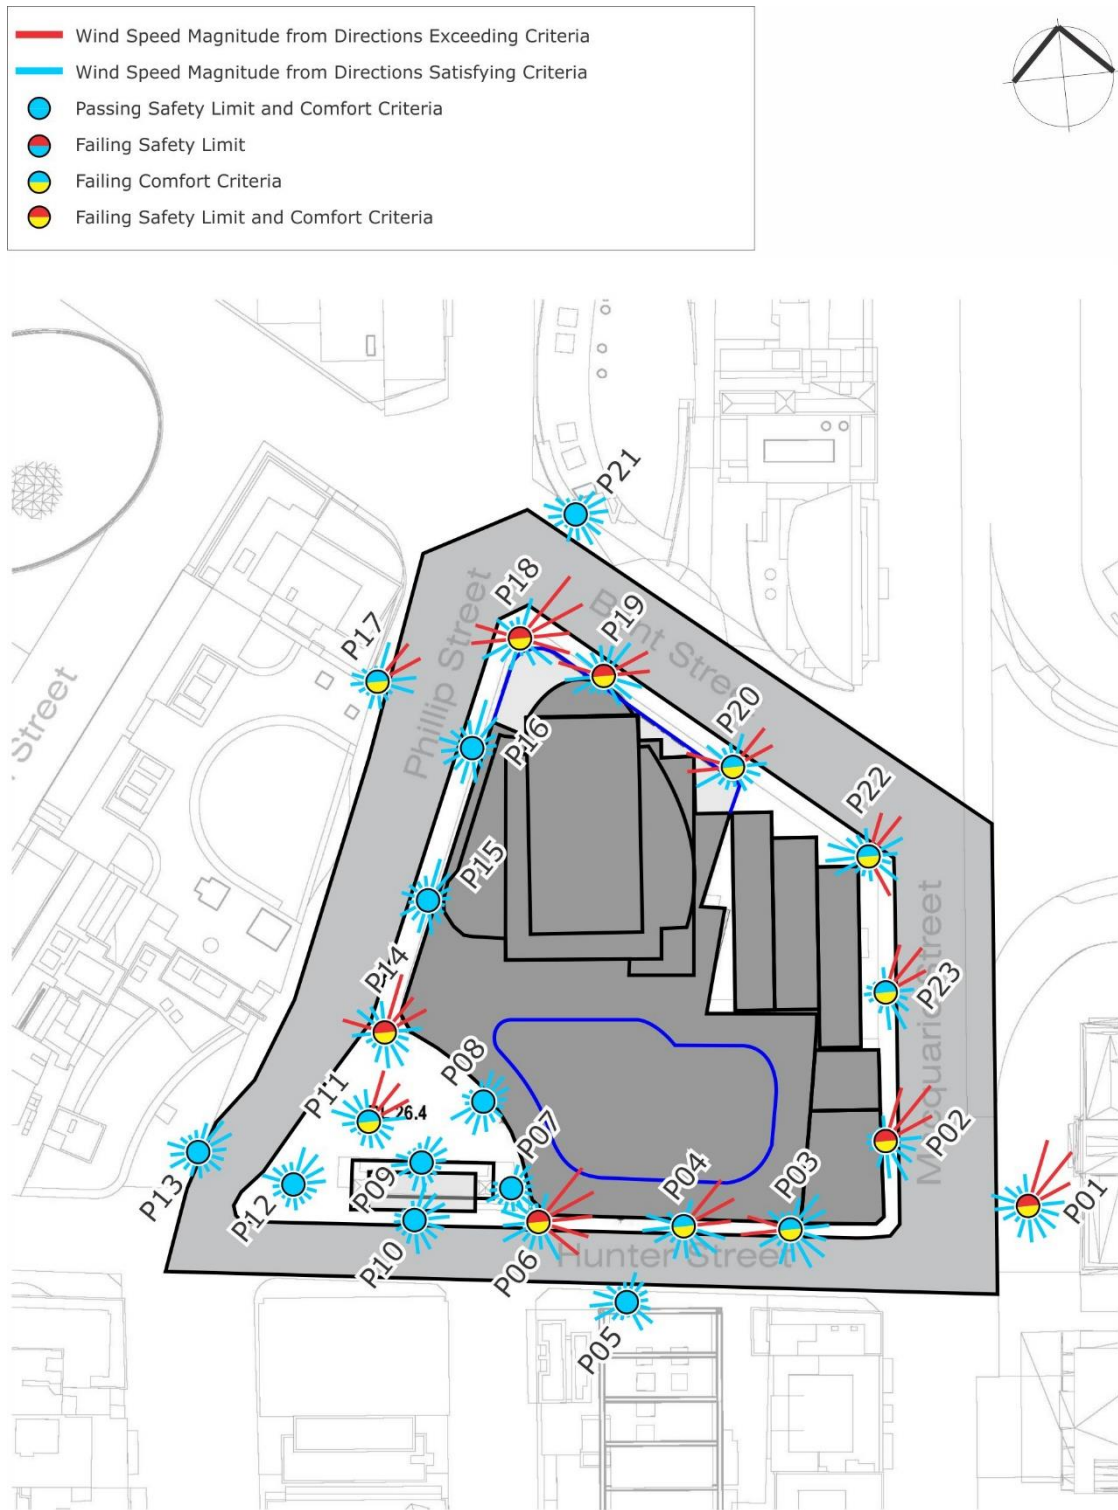 Wind Speed Magnitude from Directions Exceeding Criteria
Wind Speed Magnitude from Directions Satisfying Criteria
Passing Safety Limit and Comfort Criteria
Failing Safety Limit
Failing Comfort Criteria
Failing Safety Limit and Comfort Criteria
P21
P18
P19
Bent Street
P17
Phillip Street
Street
P16
P20
P22
P15
P14
P23
Macquarie Street
P08
P11
26.4
P07
P02
P04
P03
P09
P13
P12
P01
P10
P06
Hunter Street
P05